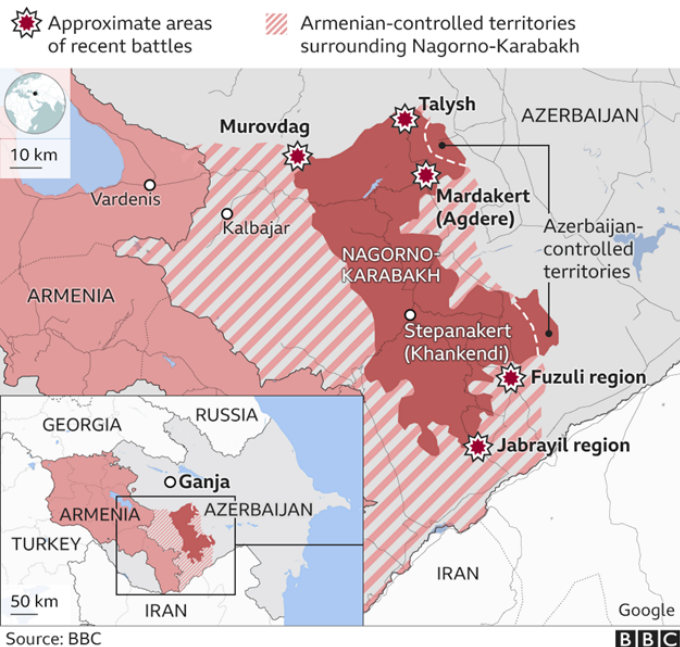 Approximate areas
of recent battles
Armenian-controlled territories
surrounding Nagorno-Karabakh
10 km
Talysh
AZERBAIJAN
Murovdag
Vardenis
Mardakert
(Agdere)
Kalbajar
Azerbaijan-
controlled
territories
NAGORNO-
KARABAKH
ARMENIA
Stepanakert
(Khankendi)
Fuzuli region
Jabrayil region
IRAN
Google
GEORGIA
RUSSIA
Ganja
ARMENIA
AZERBAIJAN
TURKEY
50 km
IRAN
Source: BBC
BBC